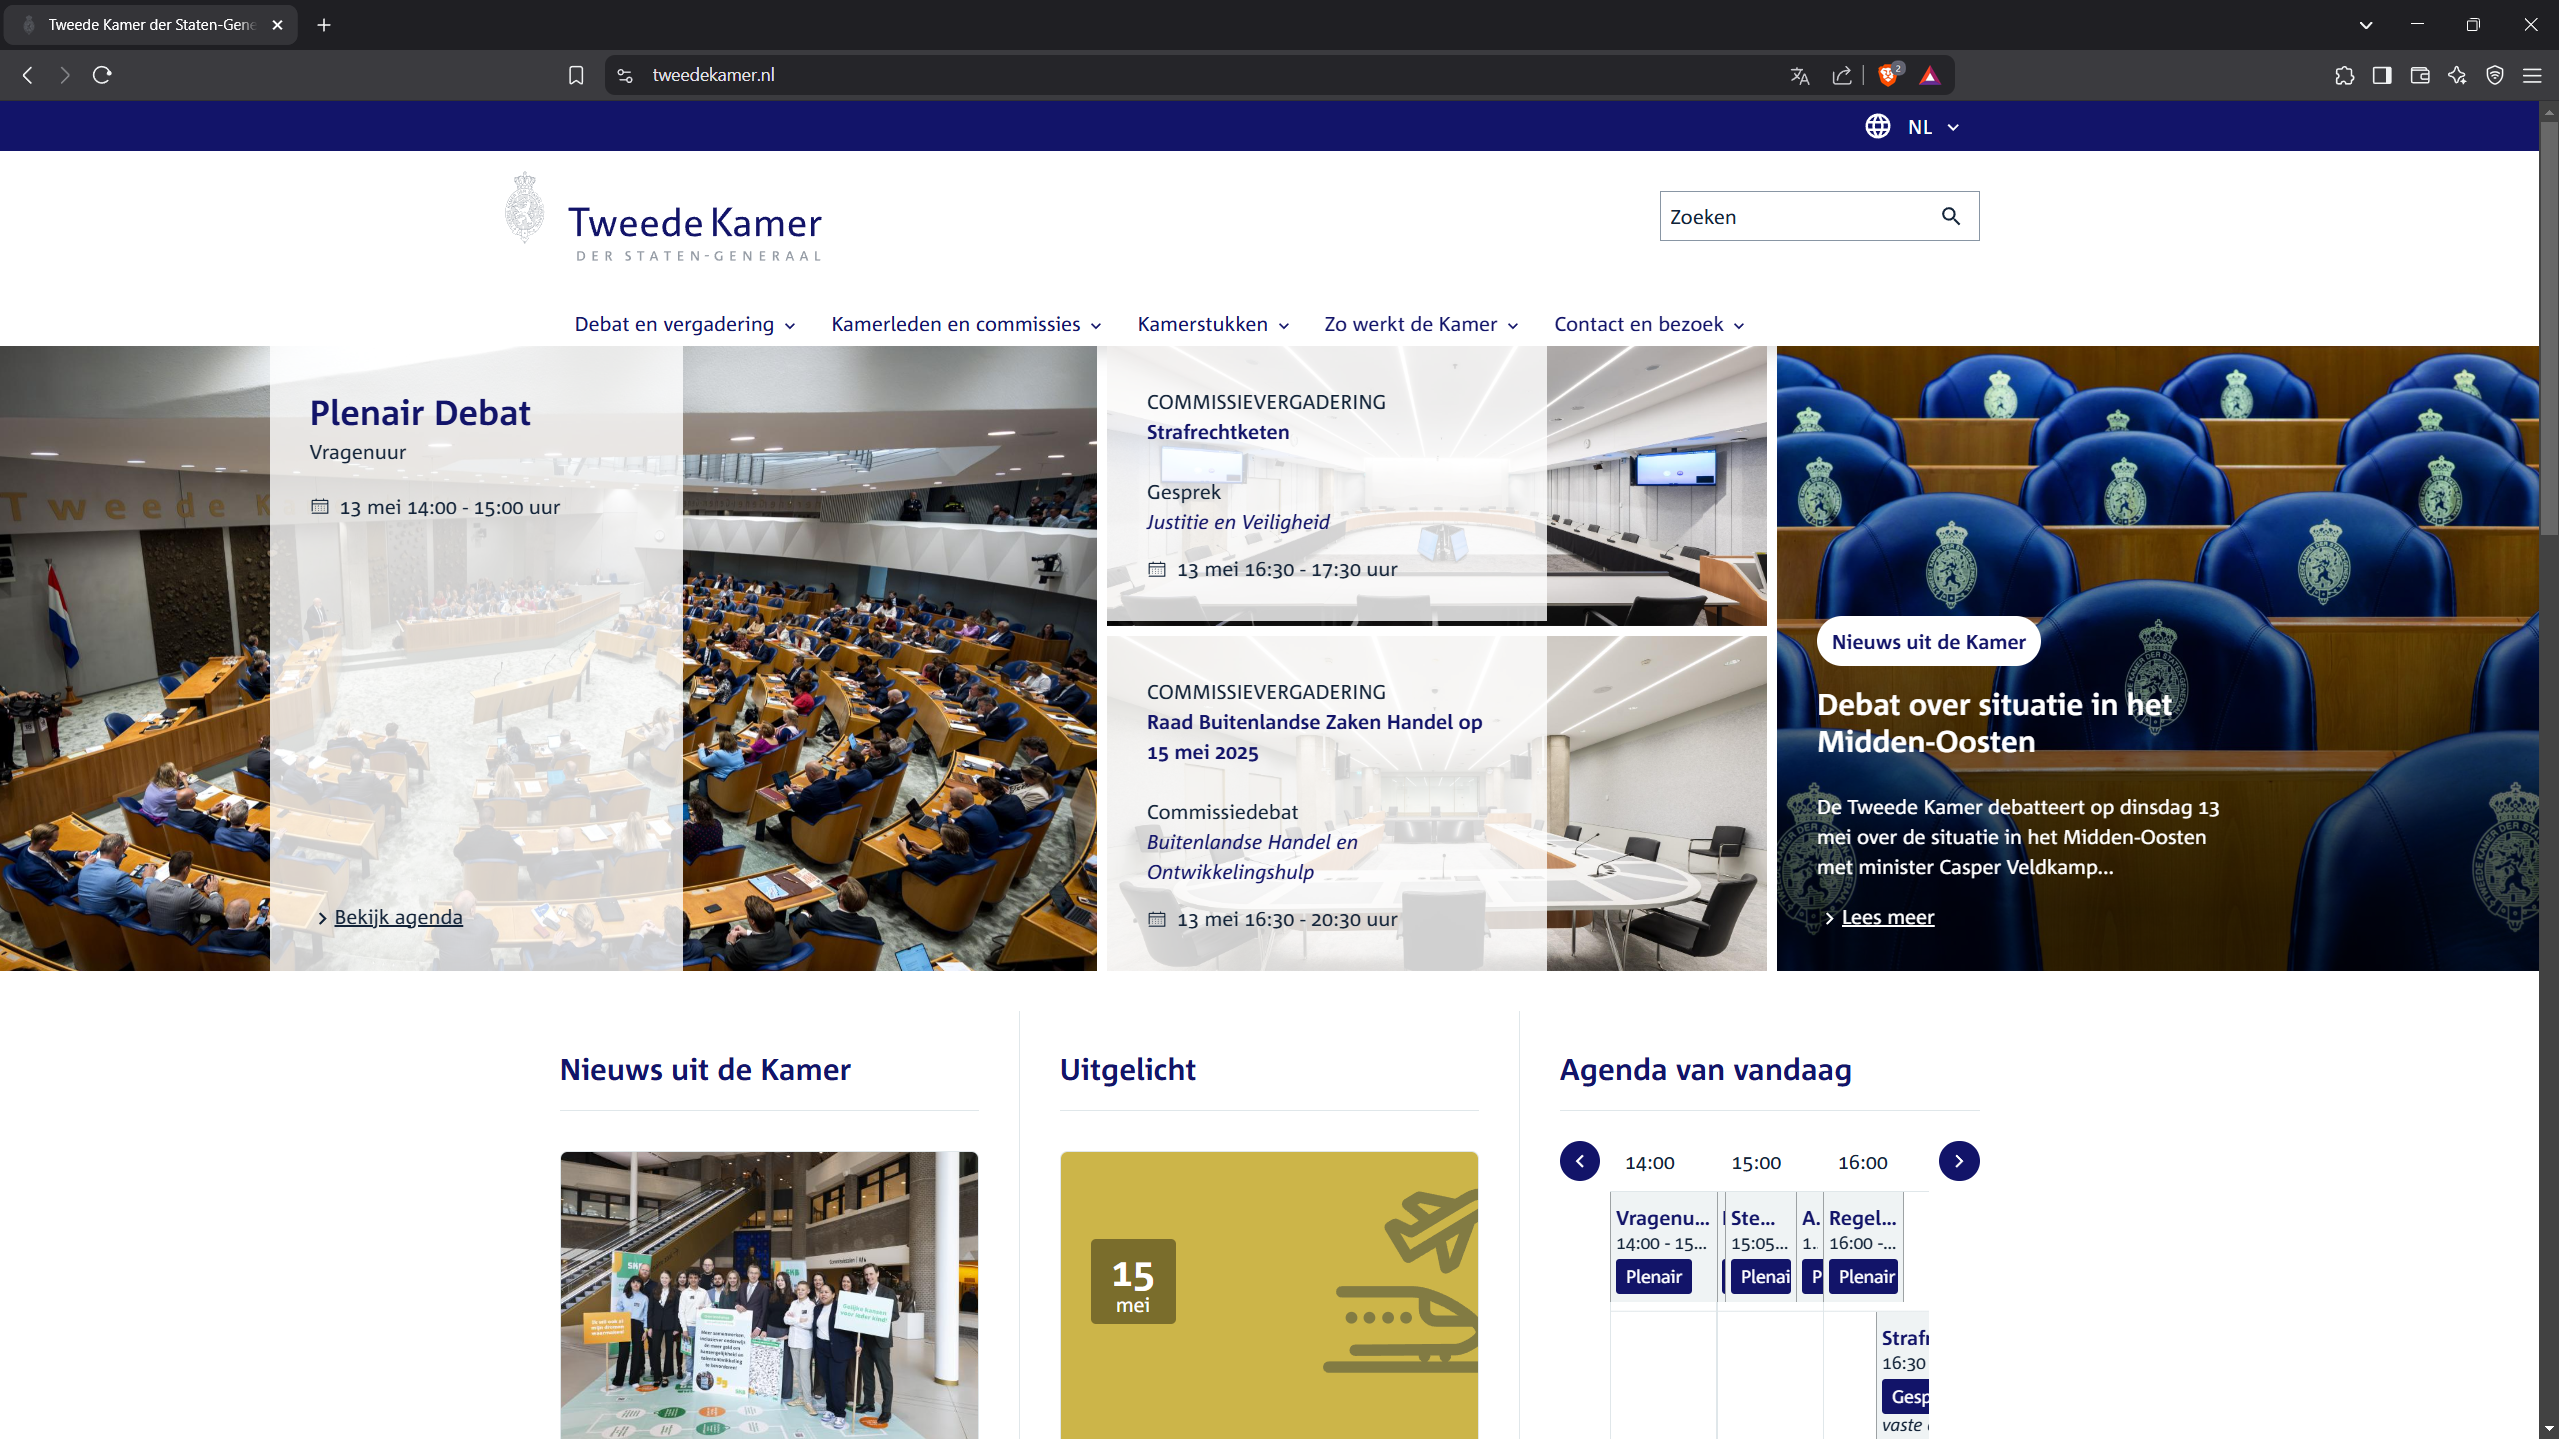 Tweede Kamer der Staten-Gene
tweedekamer.nl
2
NL
Tweede Kamer
DER STATEN-GENERAAL
Zoeken
Debat en vergadering
Kamerleden en commissies
Kamerstukken
Zo werkt de Kamer
Contact en bezoek
Tweede K
Plenair Debat
Vragenuur
13 mei 14:00 - 15:00 uur
Bekijk agenda
COMMISSIEVERGADERING
Strafrechtketen
Gesprek
Justitie en Veiligheid
13 mei 16:30 - 17:30 uur
COMMISSIEVERGADERING
Raad Buitenlandse Zaken Handel op
15 mei 2025
Commissiedebat
Buitenlandse Handel en
Ontwikkelingshulp
13 mei 16:30 - 20:30 uur
Nieuws uit de Kamer
Debat over situatie in het
Midden-Oosten
De Tweede Kamer debatteert op dinsdag 13
mei over de situatie in het Midden-Oosten
met minister Casper Veldkamp...
Lees meer
Nieuws uit de Kamer
Gelijke kansen
voor ieder kind!
Uitgelicht
15
mei
Agenda van vandaag
14:00 15:00 16:00
Vragenu... Ste... A. Regel...
14:00 - 15... 15:05... 1.. 16:00 -...
Plenair Plenai P Plenair
Strafr
16:30
Gesp
vaste